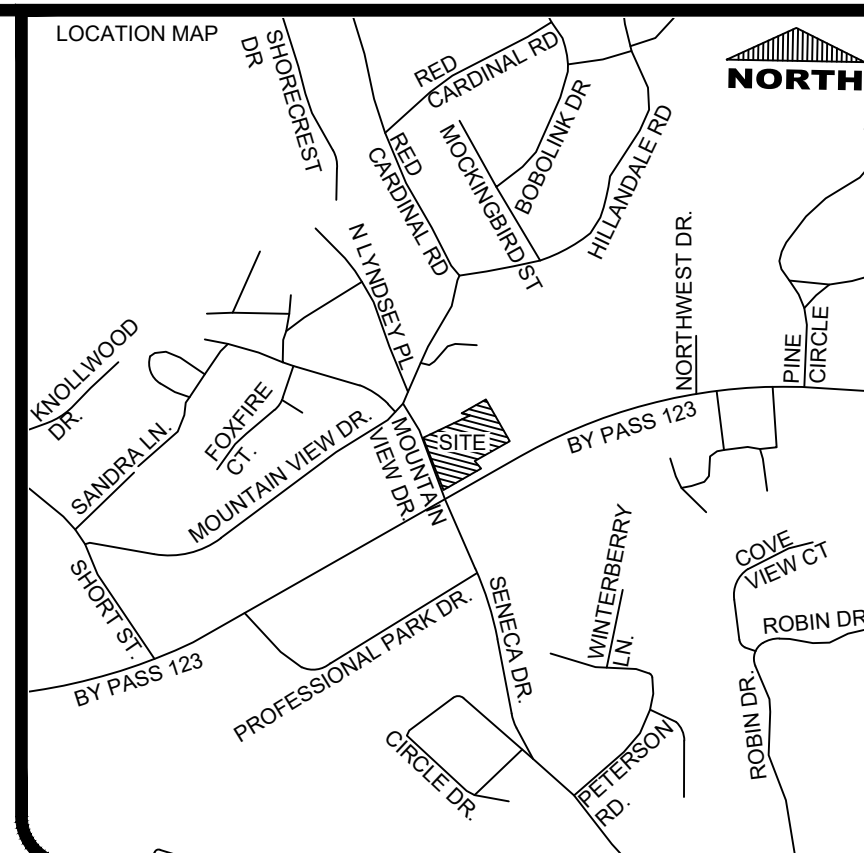 LOCATION MAP
NORTH
SHORECREST
DR
RED
CARDINAL RD
RED
CARDINAL RD
MOCKINGBIRD ST
BOBOLINK DR
HILLANDALE RD
N LYNDSEY PL
NORTHWEST DR.
PINE
CIRCLE
KNOLLWOOD
DR.
SANDRA LN.
FOXFIRE
CT.
MOUNTAIN VIEW DR.
MOUNTAIN
VIEW DR.
SITE
BY PASS 123
SHORT ST.
BY PASS 123
PROFESSIONAL PARK DR.
SENECA DR.
WINTERBERRY
LN.
COVE
VIEW CT
ROBIN DR
ROBIN DR.
CIRCLE DR.
PETERSON
RD.